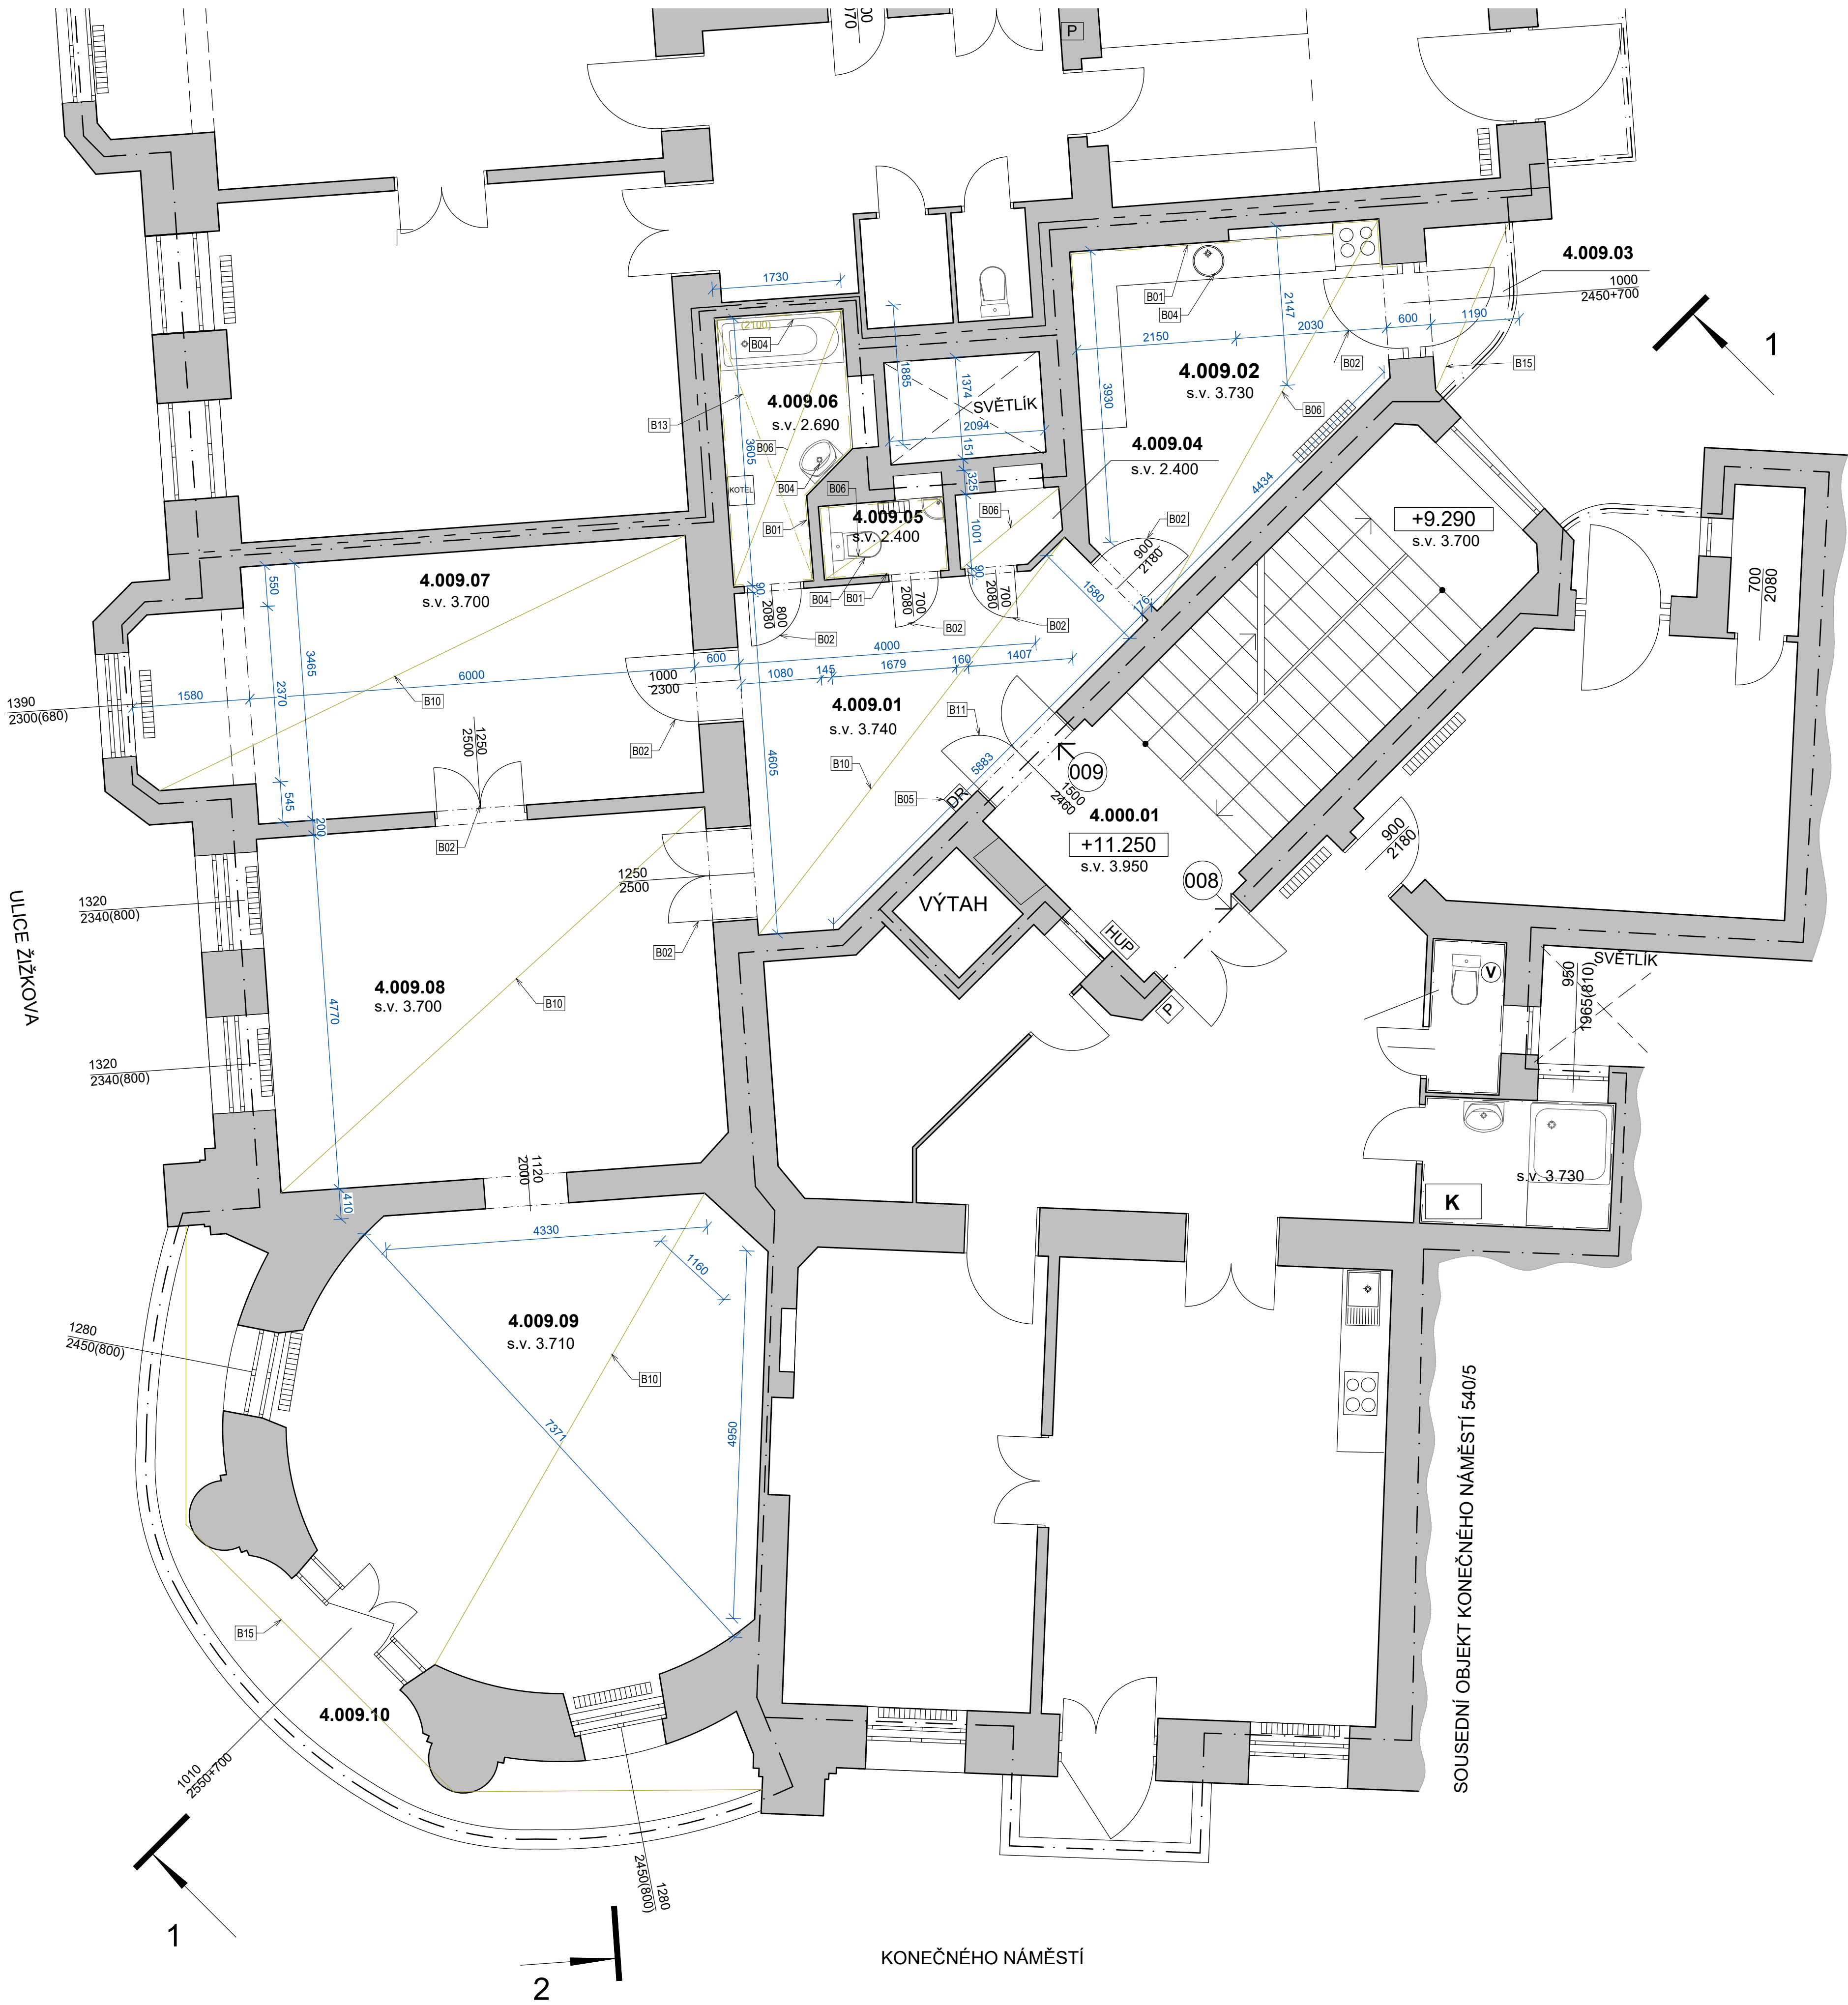 P
4.009.03
1000
2450+700
1
1730
(2100)
B04
B01
B04
2147
2150
2030
600
1190
B02
B15
4.009.02
s.v. 3.730
B06
3930
1885
1374
SVĚTLÍK
2094
151
325
4.009.06
s.v. 2.690
B13
B06
3605
B04
KOTEL
B01
B06
4.009.04
s.v. 2.400
4434
4.009.05
s.v. 2.400
B06
1001
90
B02
900
2180
+9.290
s.v. 3.700
B04
B01
700
2080
700
2080
800
2080
90
B02
B02
B02
1580
176
700
2080
4.009.07
s.v. 3.700
550
3465
2370
545
200
1580
6000
600
4000
1080
145
1679
160
1407
1000
2300
1390
2300(680)
B10
1250
2500
B02
4.009.01
s.v. 3.740
B11
B10
B02
4605
5883
009
1500
2460
DR
B05
4.000.01
+11.250
s.v. 3.950
900
2180
008
VÝTAH
HUP
P
1250
2500
B02
ULICE ŽIŽKOVA
1320
2340(800)
4.009.08
s.v. 3.700
B10
4770
1320
2340(800)
1120
2000
410
V
SVĚTLÍK
950
1965(810)
s.v. 3.730
K
4330
1160
4.009.09
s.v. 3.710
B10
7371
4950
1280
2450(800)
B15
4.009.10
1010
2550+700
1280
2450(800)
SOUSEDNÍ OBJEKT KONEČNÉHO NÁMĚSTÍ 540/5
1
2
KONEČNÉHO NÁMĚSTÍ